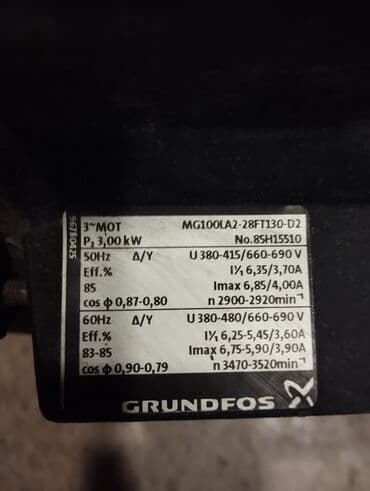 96780425
3~MOT MG100LA2-28FT130-D2
P₂ 3,00 kW No.85H15510
50Hz Δ/Y U 380-415/660-690 V
Eff.% I¹⁄₁ 6,35/3,70A
85 Imax 6,85/4,00A
cos φ 0,87-0,80 n 2900-2920min⁻¹
60Hz Δ/Y U 380-480/660-690 V
Eff.% I¹⁄₁ 6,25-5,45/3,60A
83-85 Imax 6,75-5,90/3,90A
cos φ 0,90-0,79 n 3470-3520min⁻¹
GRUNDFOS